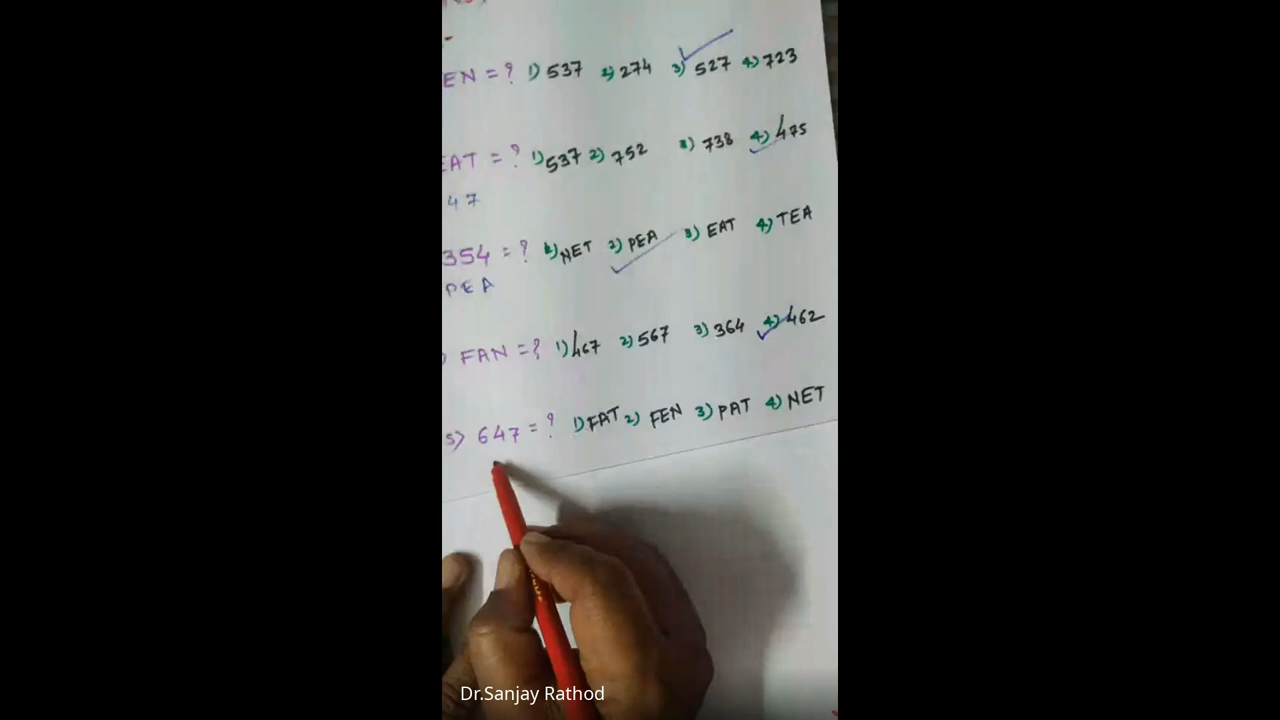 EN = ? 1) 537 2) 274 3) 527 4) 723
EAT = ? 1) 537 2) 752 3) 738 4) 475
47
354 = ? 1) NET 2) PEA 3) EAT 4) TEA
PEA
) FAN = ? 1) 467 2) 567 3) 364 4) 462
5) 647 = ? 1) FAT 2) FEN 3) PAT 4) NET
Dr.Sanjay Rathod